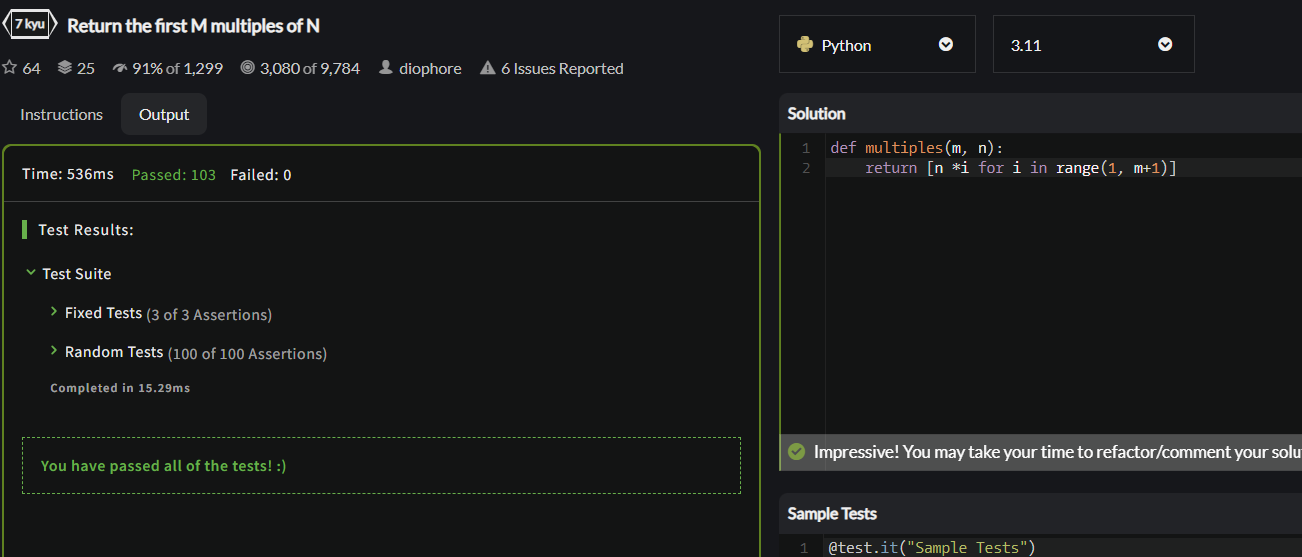 7 kyu Return the first M multiples of N
64 25 91% of 1,299 3,080 of 9,784 diophore 6 Issues Reported
Instructions Output
Time: 536ms Passed: 103 Failed: 0
Test Results:
Test Suite
Fixed Tests (3 of 3 Assertions)
Random Tests (100 of 100 Assertions)
Completed in 15.29ms
You have passed all of the tests! :)
Python 3.11
Solution
1 def multiples(m, n):
2 return [n *i for i in range(1, m+1)]
Impressive! You may take your time to refactor/comment your solu
Sample Tests
1 @test.it("Sample Tests")